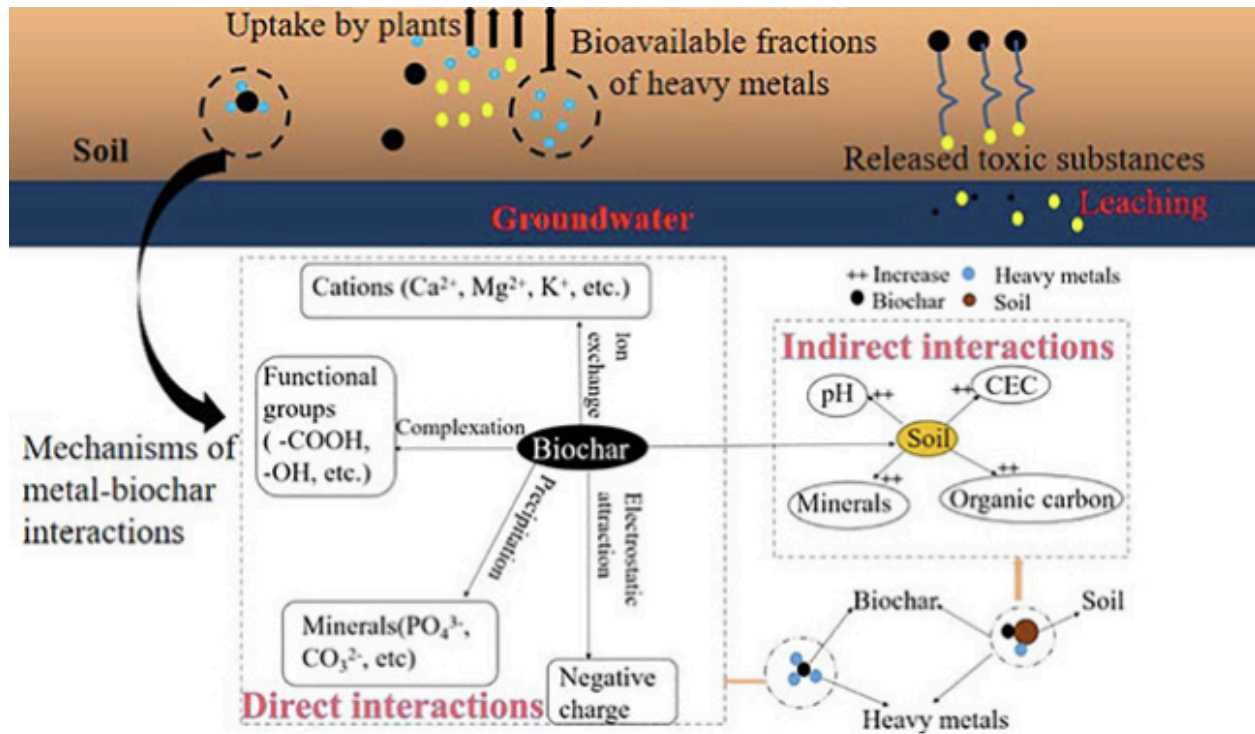 Uptake by plants
Bioavailable fractions
of heavy metals
Soil
Released toxic substances
Groundwater
Leaching
Cations (Ca²⁺, Mg²⁺, K⁺, etc.)
++ Increase
Heavy metals
Biochar
Soil
Ion
exchange
Indirect interactions
Functional
groups
( -COOH,
-OH, etc.)
Complexation
Biochar
pH
++
++
CEC
Soil
Minerals
++
++
Organic carbon
Mechanisms of
metal-biochar
interactions
Precipitation
Electrostatic
attraction
Minerals(PO₄³⁻,
CO₃²⁻, etc)
Negative
charge
Direct interactions
Biochar
Soil
Heavy metals